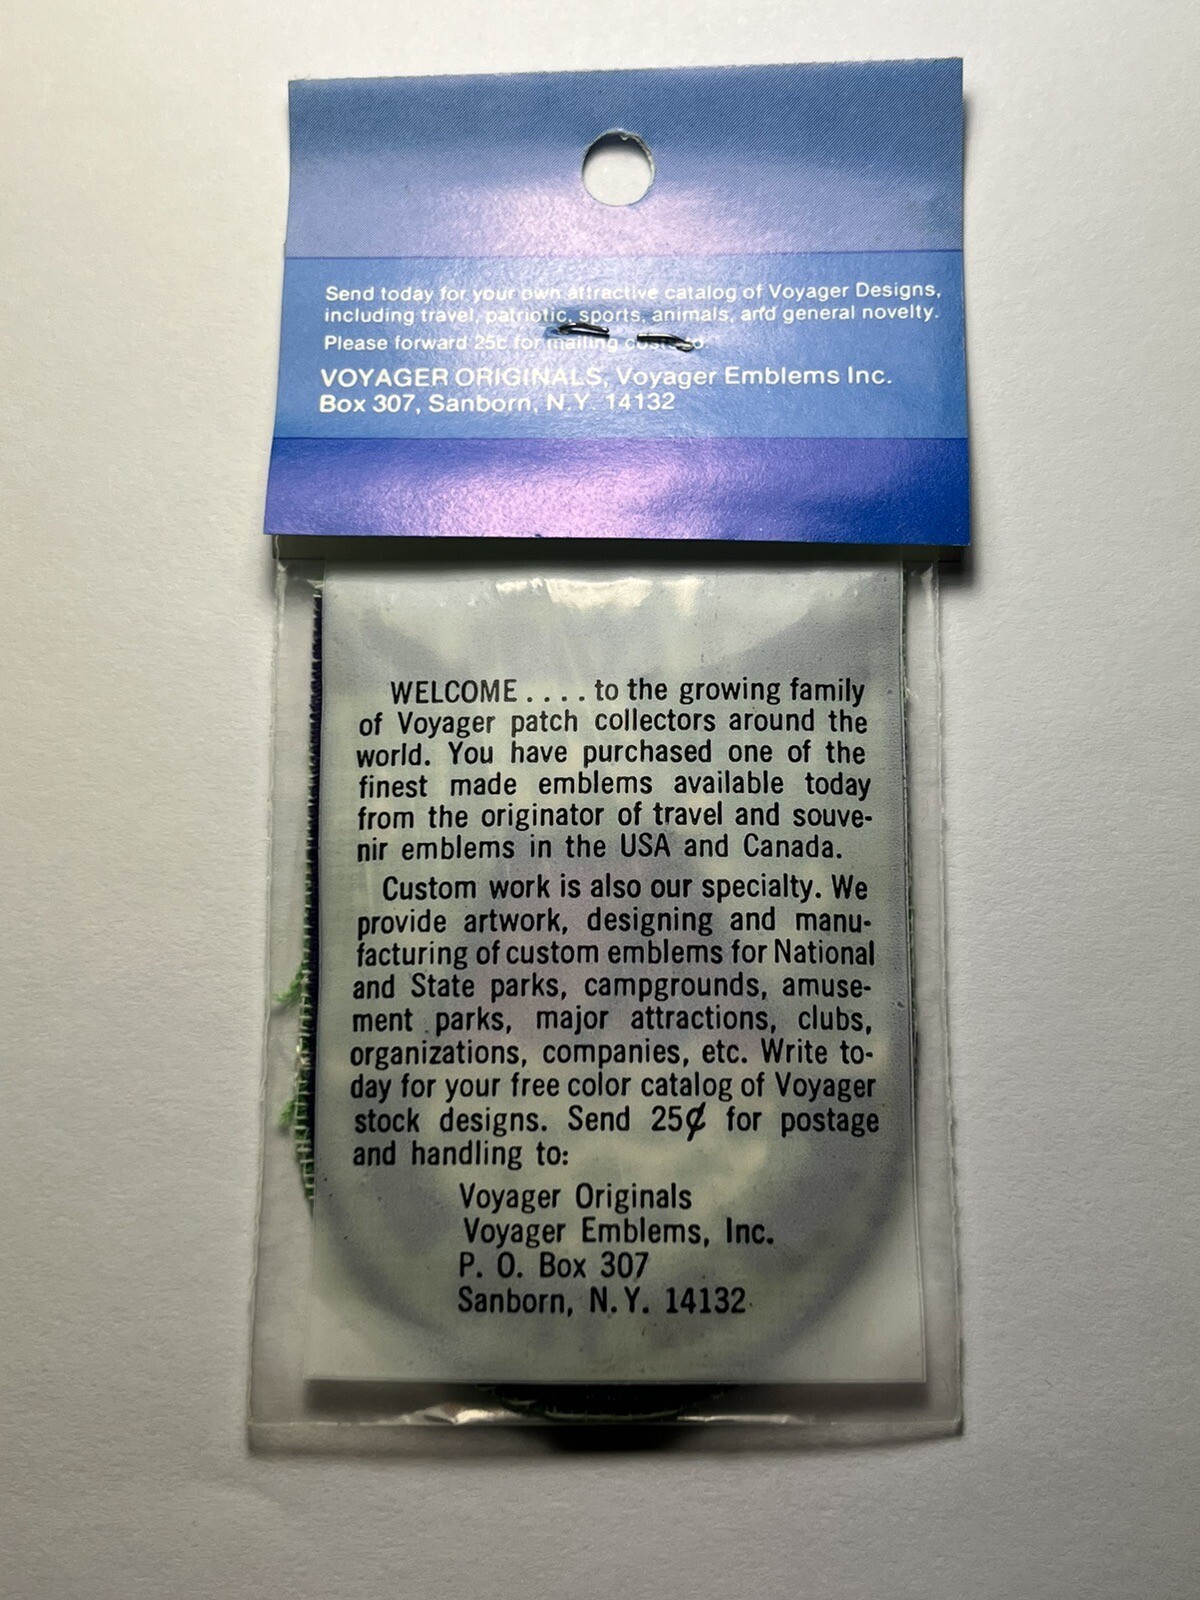 Send today for your own attractive catalog of Voyager Designs,
including travel, patriotic, sports, animals, and general novelty.
Please forward 25¢ for mailing costs to:
VOYAGER ORIGINALS, Voyager Emblems Inc.
Box 307, Sanborn, N.Y. 14132
WELCOME .... to the growing family
of Voyager patch collectors around the
world. You have purchased one of the
finest made emblems available today
from the originator of travel and souve-
nir emblems in the USA and Canada.
Custom work is also our specialty. We
provide artwork, designing and manu-
facturing of custom emblems for National
and State parks, campgrounds, amuse-
ment parks, major attractions, clubs,
organizations, companies, etc. Write to-
day for your free color catalog of Voyager
stock designs. Send 25¢ for postage
and handling to:
Voyager Originals
Voyager Emblems, Inc.
P. O. Box 307
Sanborn, N.Y. 14132